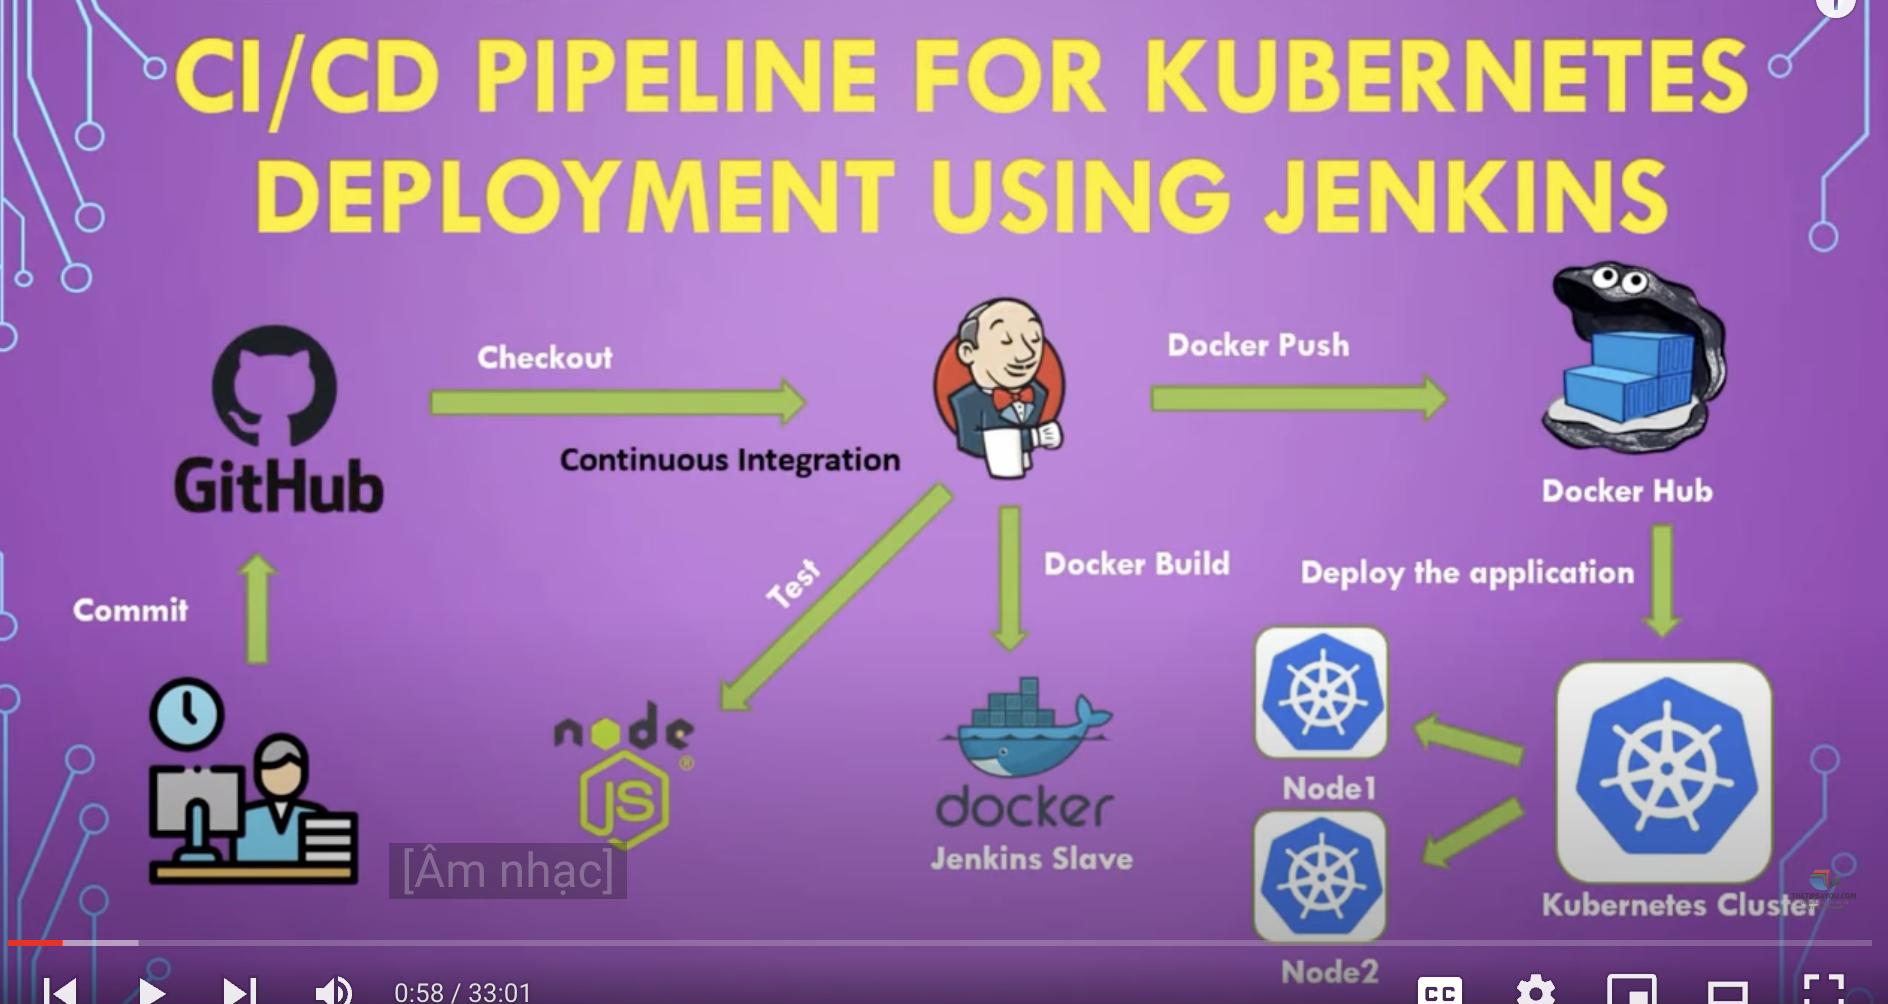 CI/CD PIPELINE FOR KUBERNETES
DEPLOYMENT USING JENKINS
Checkout
Docker Push
Continuous Integration
GitHub
Docker Hub
Test
Docker Build
Deploy the application
Commit
node
JS
®
docker
Jenkins Slave
Node1
[Âm nhạc]
Kubernetes Cluster
Node2
0:58 / 33:01
CC